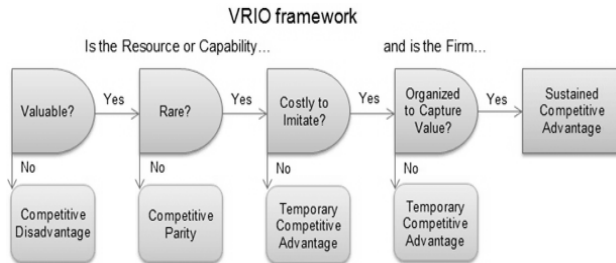 VRIO framework
Is the Resource or Capability...
and is the Firm...
Valuable?
Yes
Rare?
Yes
Costly to
Imitate?
Yes
Organized
to Capture
Value?
Yes
Sustained
Competitive
Advantage
No
No
No
No
Competitive
Disadvantage
Competitive
Parity
Temporary
Competitive
Advantage
Temporary
Competitive
Advantage